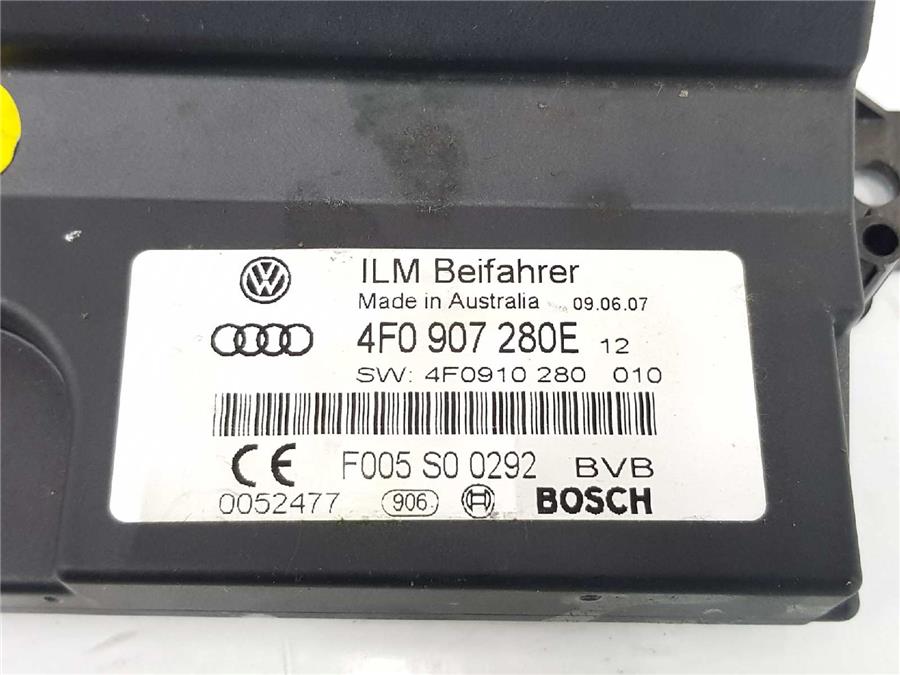 ILM Beifahrer
Made in Australia 09.06.07
4F0 907 280E 12
SW: 4F0910 280 010
CE F005 S0 0292 BVB
0052477 906 BOSCH